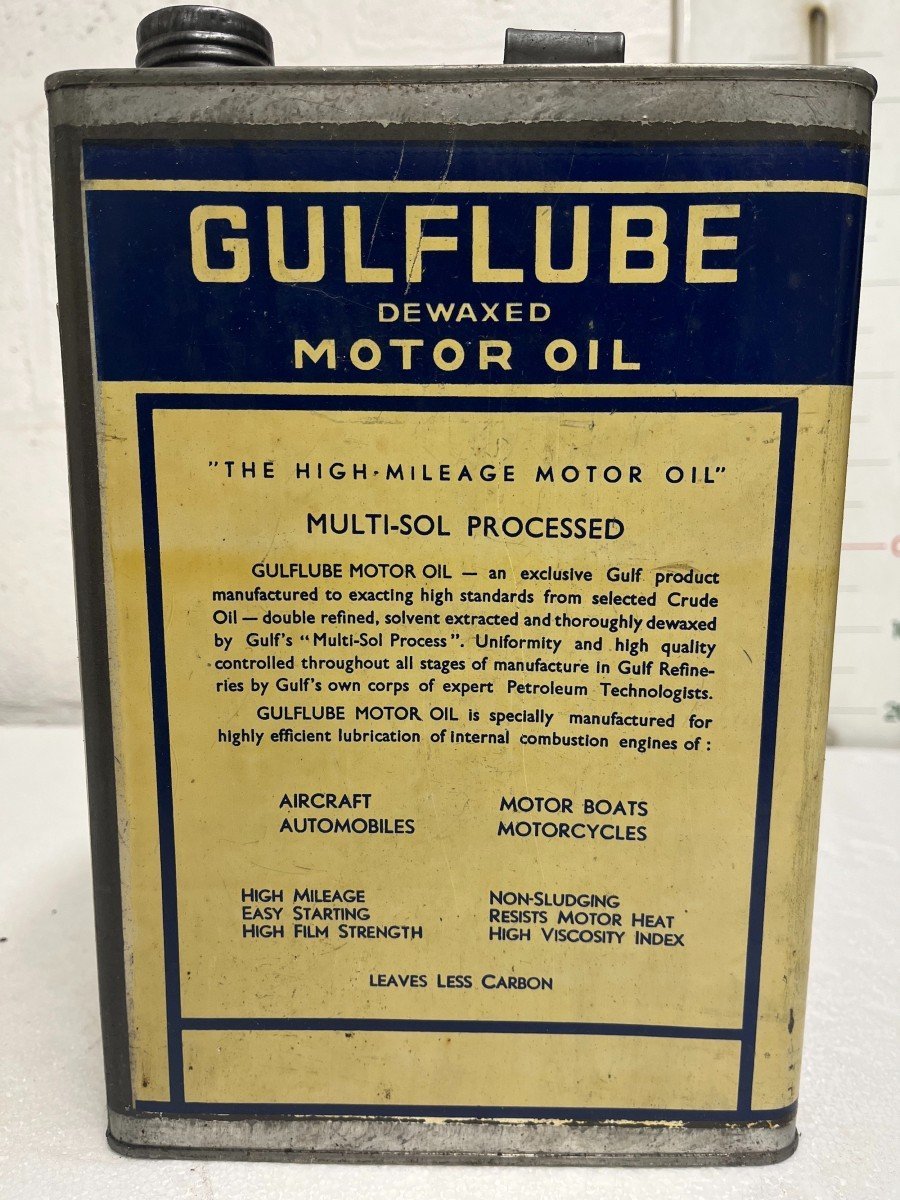 GULFLUBE
DEWAXED
MOTOR OIL
"THE HIGH-MILEAGE MOTOR OIL"
MULTI-SOL PROCESSED
GULFLUBE MOTOR OIL — an exclusive Gulf product
manufactured to exacting high standards from selected Crude
Oil — double refined, solvent extracted and thoroughly dewaxed
by Gulf's "Multi-Sol Process". Uniformity and high quality
controlled throughout all stages of manufacture in Gulf Refine-
ries by Gulf's own corps of expert Petroleum Technologists.
GULFLUBE MOTOR OIL is specially manufactured for
highly efficient lubrication of internal combustion engines of :
AIRCRAFT MOTOR BOATS
AUTOMOBILES MOTORCYCLES
HIGH MILEAGE NON-SLUDGING
EASY STARTING RESISTS MOTOR HEAT
HIGH FILM STRENGTH HIGH VISCOSITY INDEX
LEAVES LESS CARBON